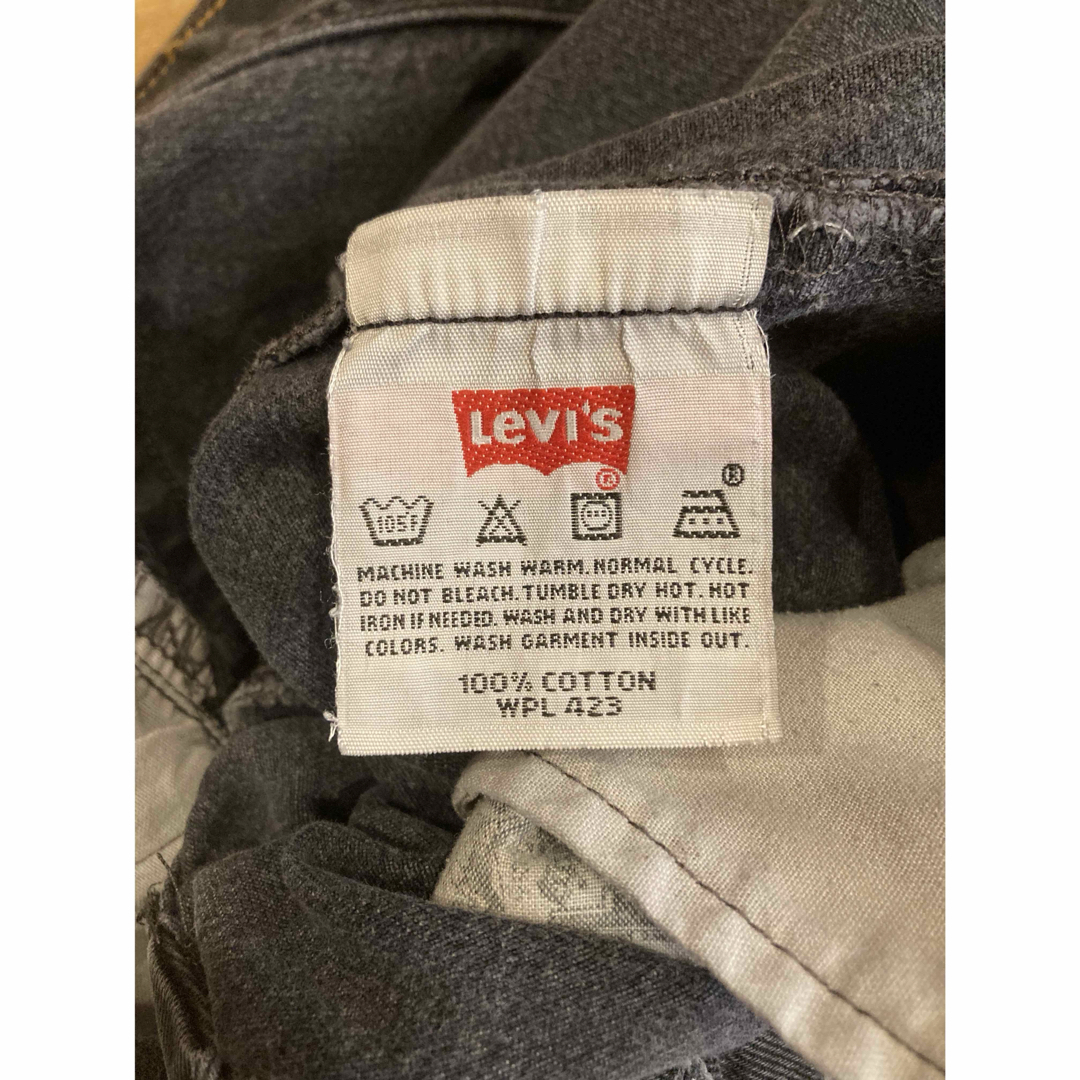 Levi's
®
®
105F
MACHINE WASH WARM. NORMAL CYCLE.
DO NOT BLEACH. TUMBLE DRY HOT. HOT
IRON IF NEEDED. WASH AND DRY WITH LIKE
COLORS. WASH GARMENT INSIDE OUT.
100% COTTON
WPL 423